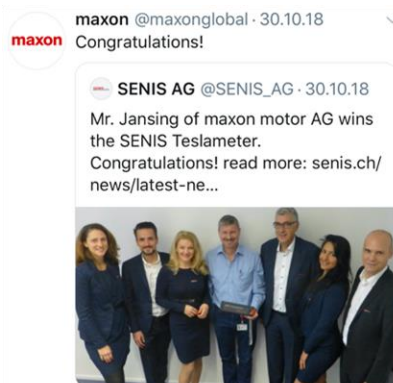 maxon @maxonglobal · 30.10.18
maxon
Congratulations!
SENIS AG @SENIS_AG · 30.10.18
Mr. Jansing of maxon motor AG wins
the SENIS Teslameter.
Congratulations! read more: senis.ch/
news/latest-ne...